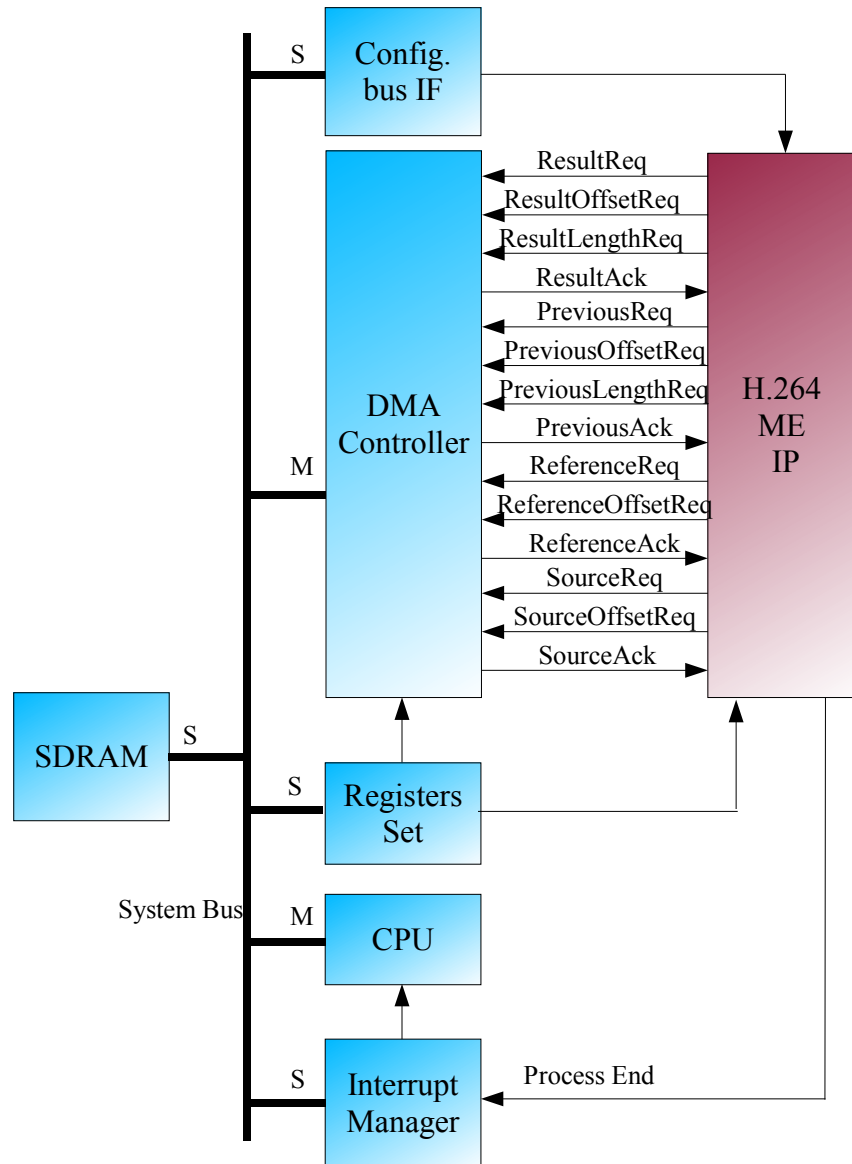 S
Config.
bus IF
ResultReq
ResultOffsetReq
ResultLengthReq
ResultAck
PreviousReq
PreviousOffsetReq
PreviousLengthReq
PreviousAck
ReferenceReq
ReferenceOffsetReq
ReferenceAck
SourceReq
SourceOffsetReq
SourceAck
M
DMA
Controller
H.264
ME
IP
SDRAM
S
S
Registers
Set
System Bus
M
CPU
S
Interrupt
Manager
Process End